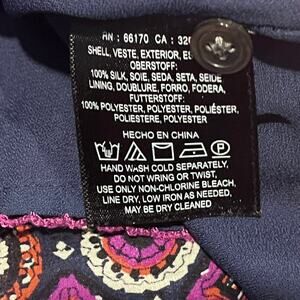 RN : 66170 CA : 320
SHELL, VESTE, EXTERIOR,
OBERSTOFF:
100% SILK, SOIE, SEDA, SETA, SEIDE
LINING, DOUBLURE, FORRO, FODERA,
FUTTERSTOFF:
100% POLYESTER, POLYESTER, POLIÉSTER,
POLIESTERE, POLYESTER
HECHO EN CHINA
HAND WASH COLD SEPARATELY,
DO NOT WRING OR TWIST,
USE ONLY NON-CHLORINE BLEACH,
LINE DRY, LOW IRON AS NEEDED,
MAY BE DRY CLEANED